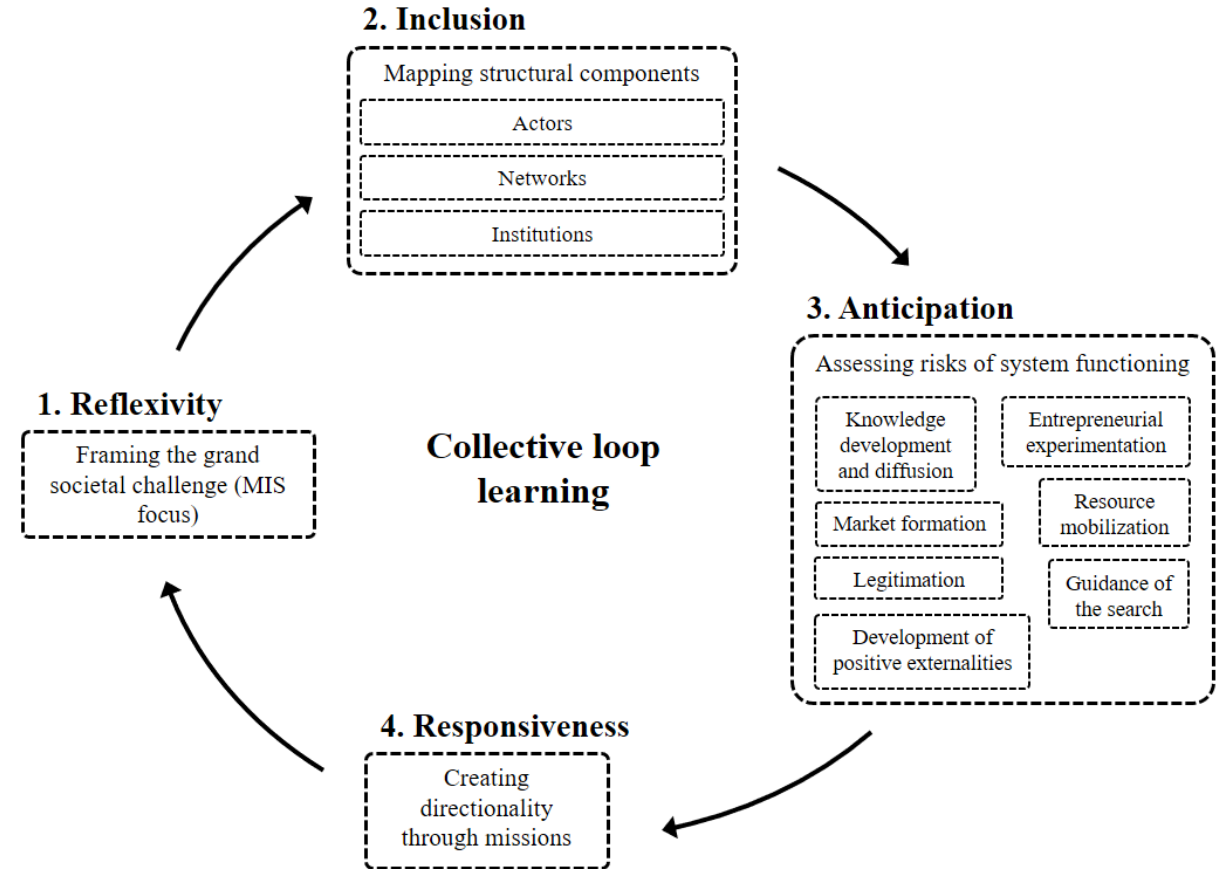 2. Inclusion
Mapping structural components
Actors
Networks
Institutions
3. Anticipation
Assessing risks of system functioning
Knowledge
development
and diffusion
Entrepreneurial
experimentation
Market formation
Resource
mobilization
Legitimation
Guidance of
the search
Development of
positive externalities
1. Reflexivity
Framing the grand
societal challenge (MIS
focus)
Collective loop
learning
4. Responsiveness
Creating
directionality
through missions